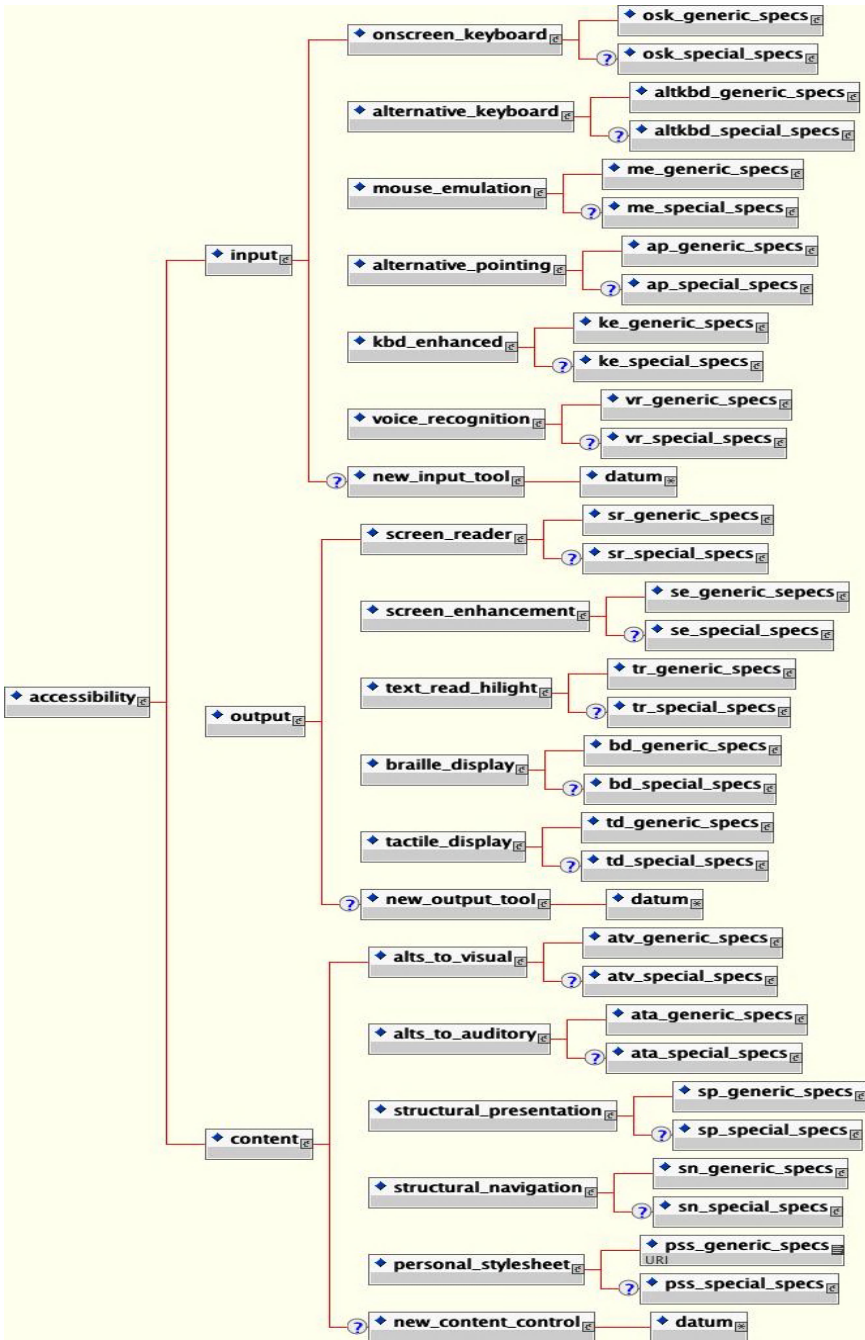 onscreen_keyboard
osk_generic_specs
? osk_special_specs
alternative_keyboard
altkbd_generic_specs
? altkbd_special_specs
mouse_emulation
me_generic_specs
? me_special_specs
input
alternative_pointing
ap_generic_specs
? ap_special_specs
kbd_enhanced
ke_generic_specs
? ke_special_specs
voice_recognition
vr_generic_specs
? vr_special_specs
? new_input_tool
datum
screen_reader
sr_generic_specs
? sr_special_specs
screen_enhancement
se_generic_sepecs
? se_special_specs
accessibility
output
text_read_hilight
tr_generic_specs
? tr_special_specs
braille_display
bd_generic_specs
? bd_special_specs
tactile_display
td_generic_specs
? td_special_specs
? new_output_tool
datum
alts_to_visual
atv_generic_specs
? atv_special_specs
alts_to_auditory
ata_generic_specs
? ata_special_specs
content
structural_presentation
sp_generic_specs
? sp_special_specs
structural_navigation
sn_generic_specs
? sn_special_specs
personal_stylesheet
pss_generic_specs
URI
? pss_special_specs
? new_content_control
datum